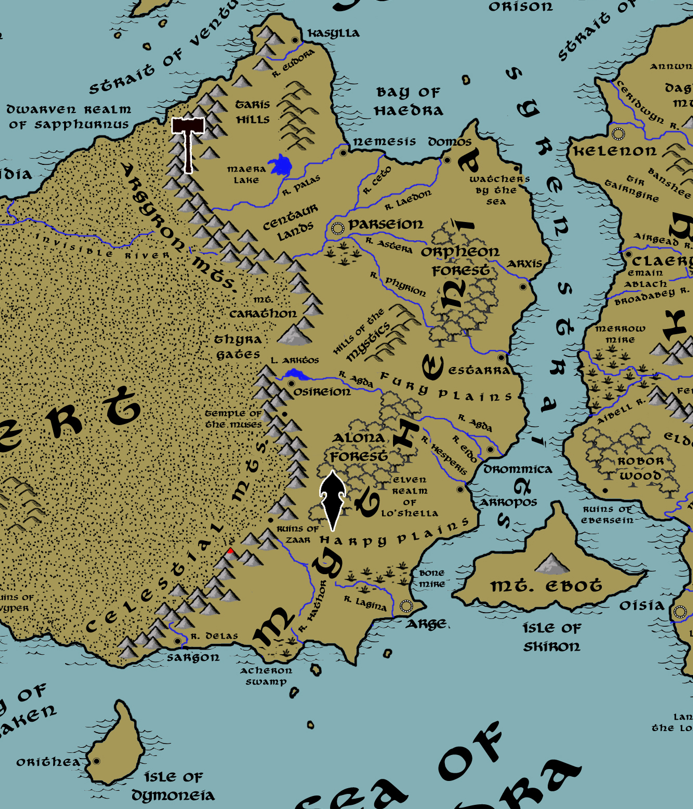 ORISON
STRAIT OF VENTU
STRAIT OF
KASYLLA
R. EUDORA
ANNWN
DWARVEN REALM
OF SAPPHURNUS
TARIS
HILLS
BAY OF
HAEDRA
CERIDWYN R.
KELENON
NEMESIS
DOMOS
MAERA
LAKE
R. PALAS
R. CETO
R. LAEDON
WATCHERS
BY THE
SEA
TIR
TAIRNGIRE
BANSHEE
ARGYRON MTS.
CENTAUR
LANDS
PARSEION
R. ASTERA
INVISIBLE RIVER
ORPHEON
FOREST
ARXIS
AIRGEAD R.
CLAERY
EMAIN
ABLACH
BROADABEY R.
R. PHYRION
MT.
CARATHON
THYRA
GATES
HILLS OF THE
MYSTICS
SYREN STRAITS
MERROW
MIRE
L. ARKTOS
OSIREION
R. AGDA
ESTARRA
FURY PLAINS
TEMPLE OF
THE MUSES
AIDELL R.
ERT
ALONA
FOREST
R. AGDA
R. EIDO
R. HESPERIS
DROMMICA
ROBOR
WOOD
ELVEN
REALM
OF
LO'SHELLA
ARROPOS
RUINS OF
EBERSEIN
CELESTIAL MTS.
RUINS OF
ZAAR
HARPY PLAINS
MYTHENIA
BONE
MIRE
MT. EBOT
R. HATHOR
R. LAGINA
ARGE
OISIA
ISLE OF
SKIRON
R. DELAS
SARGON
ACHERON
SWAMP
ORITHEA
ISLE OF
DYMONEIA
SEA OF